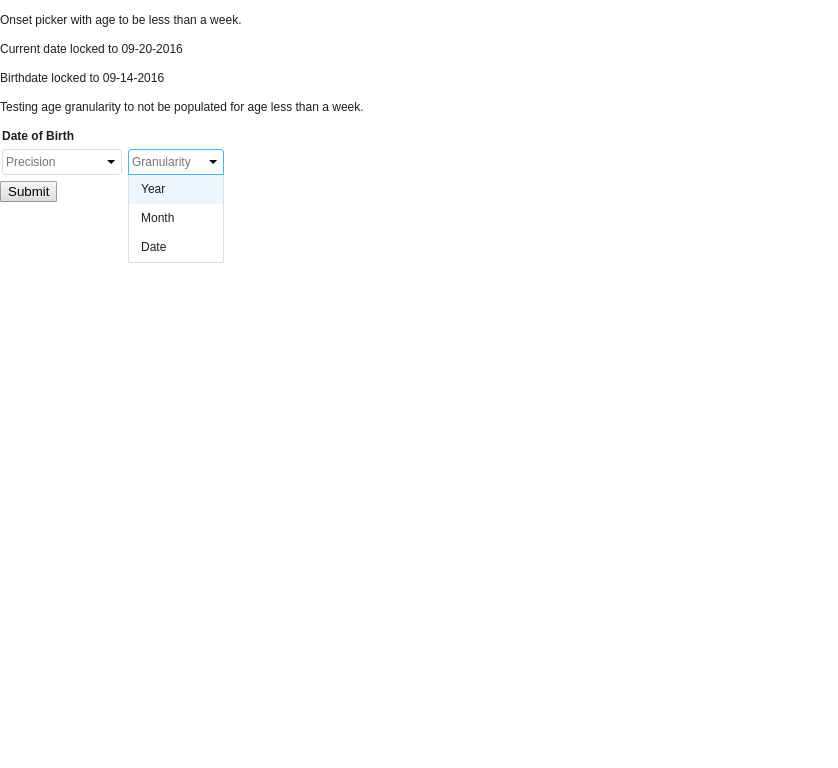 Onset picker with age to be less than a week.
Current date locked to 09-20-2016
Birthdate locked to 09-14-2016
Testing age granularity to not be populated for age less than a week.
Date of Birth
Precision Granularity
Submit
Year
Month
Date